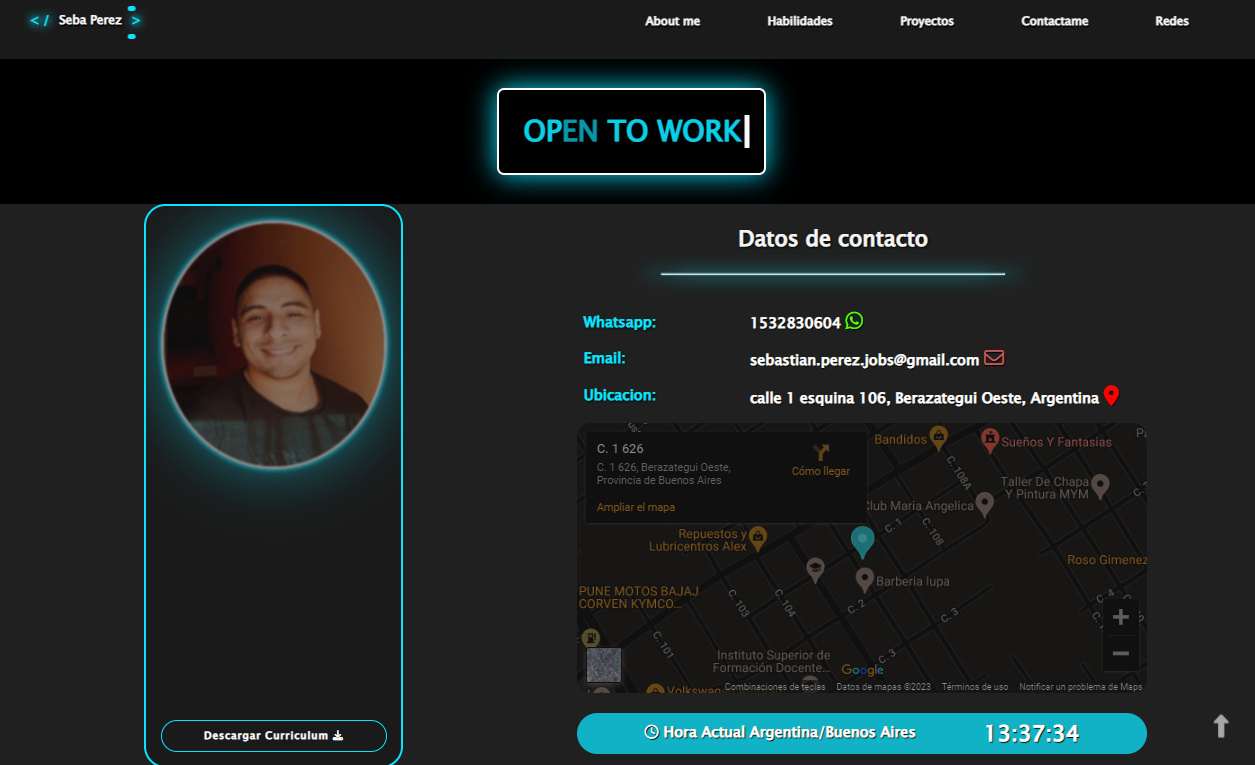 </ Seba Perez >
About me
Habilidades
Proyectos
Contactame
Redes
OPEN TO WORK
Datos de contacto
Whatsapp:
1532830604
Email:
sebastian.perez.jobs@gmail.com
Ubicacion:
calle 1 esquina 106, Berazategui Oeste, Argentina
C. 1 626
C. 1 626, Berazategui Oeste,
Provincia de Buenos Aires
Cómo llegar
Ampliar el mapa
Bandidos
Sueños Y Fantasias
C. 108A
Taller De Chapa
Y Pintura MYM
Club Maria Angelica
C. 1
C. 108
Repuestos y
Lubricentros Alex
Roso Gimenez
Barberia lupa
PUNE MOTOS BAJAJ
CORVEN KYMCO...
C. 103
C. 104
C. 2
C. 3
C. 4
C. 101
Instituto Superior de
Formación Docente...
C. 3
Google
Volkswag
Combinaciones de teclas
Datos de mapas ©2023
Términos de uso
Notificar un problema de Maps
Descargar Curriculum
Hora Actual Argentina/Buenos Aires
13:37:34